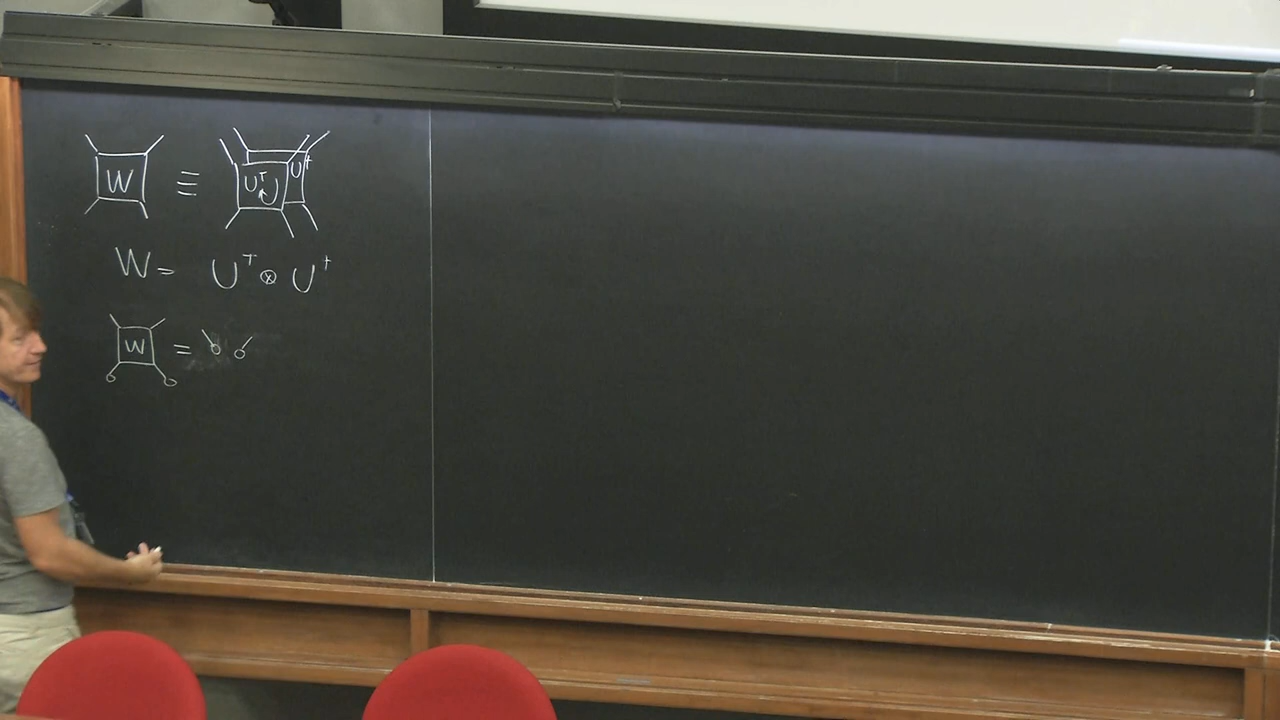 W ≡ U^T U U^†
W = U^T ⊗ U^†
W =